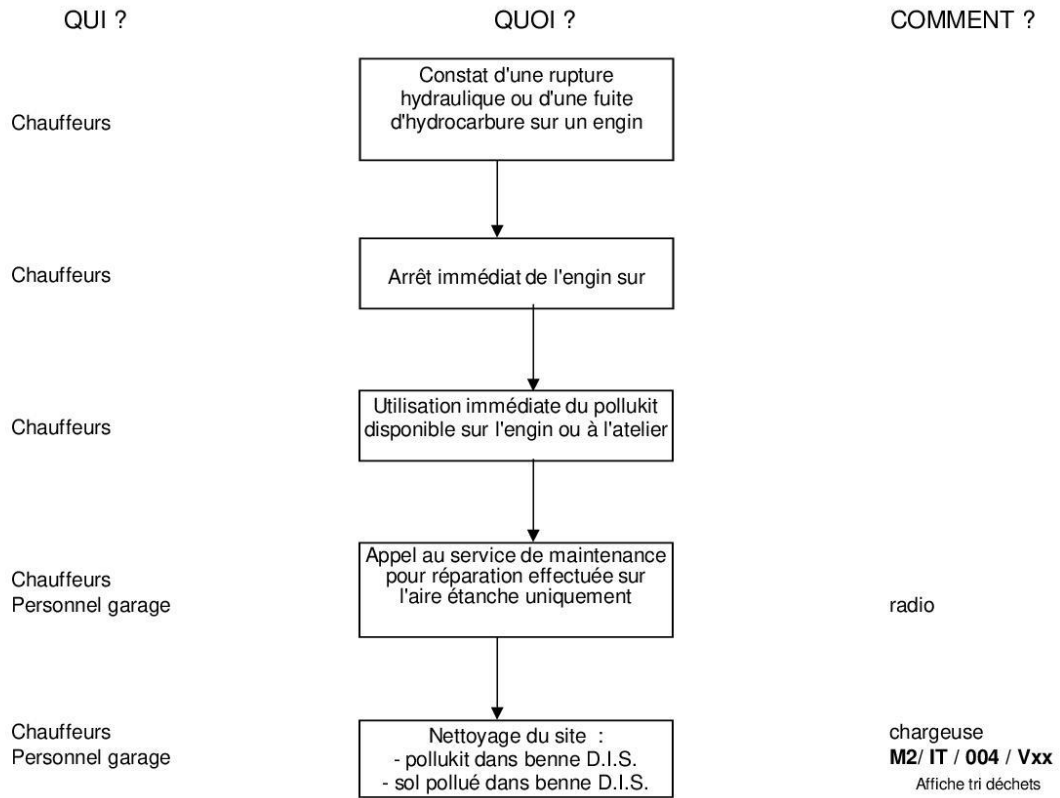 QUI ?
QUOI ?
COMMENT ?
Chauffeurs
Constat d'une rupture
hydraulique ou d'une fuite
d'hydrocarbure sur un engin
Chauffeurs
Arrêt immédiat de l'engin sur
Chauffeurs
Utilisation immédiate du pollukit
disponible sur l'engin ou à l'atelier
Chauffeurs
Personnel garage
Appel au service de maintenance
pour réparation effectuée sur
l'aire étanche uniquement
radio
Chauffeurs
Personnel garage
Nettoyage du site :
- pollukit dans benne D.I.S.
- sol pollué dans benne D.I.S.
chargeuse
M2/ IT / 004 / Vxx
Affiche tri déchets